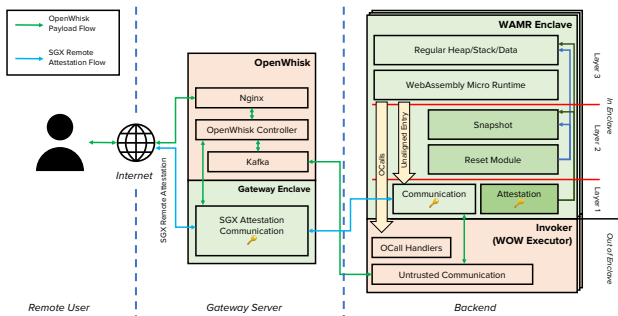 OpenWhisk
Payload Flow
SGX Remote
Attestation Flow
Internet
SGX Remote Attestation
OpenWhisk
Nginx
OpenWhisk Controller
Kafka
Gateway Enclave
SGX Attestation
Communication
WAMR Enclave
Regular Heap/Stack/Data
WebAssembly Micro Runtime
OCalls
Unaligned Entry
Snapshot
Reset Module
Communication
Attestation
Layer 3
In Enclave
Layer 2
Layer 1
Out of Enclave
Invoker
(WOW Executor)
OCall Handlers
Untrusted Communication
Remote User
Gateway Server
Backend